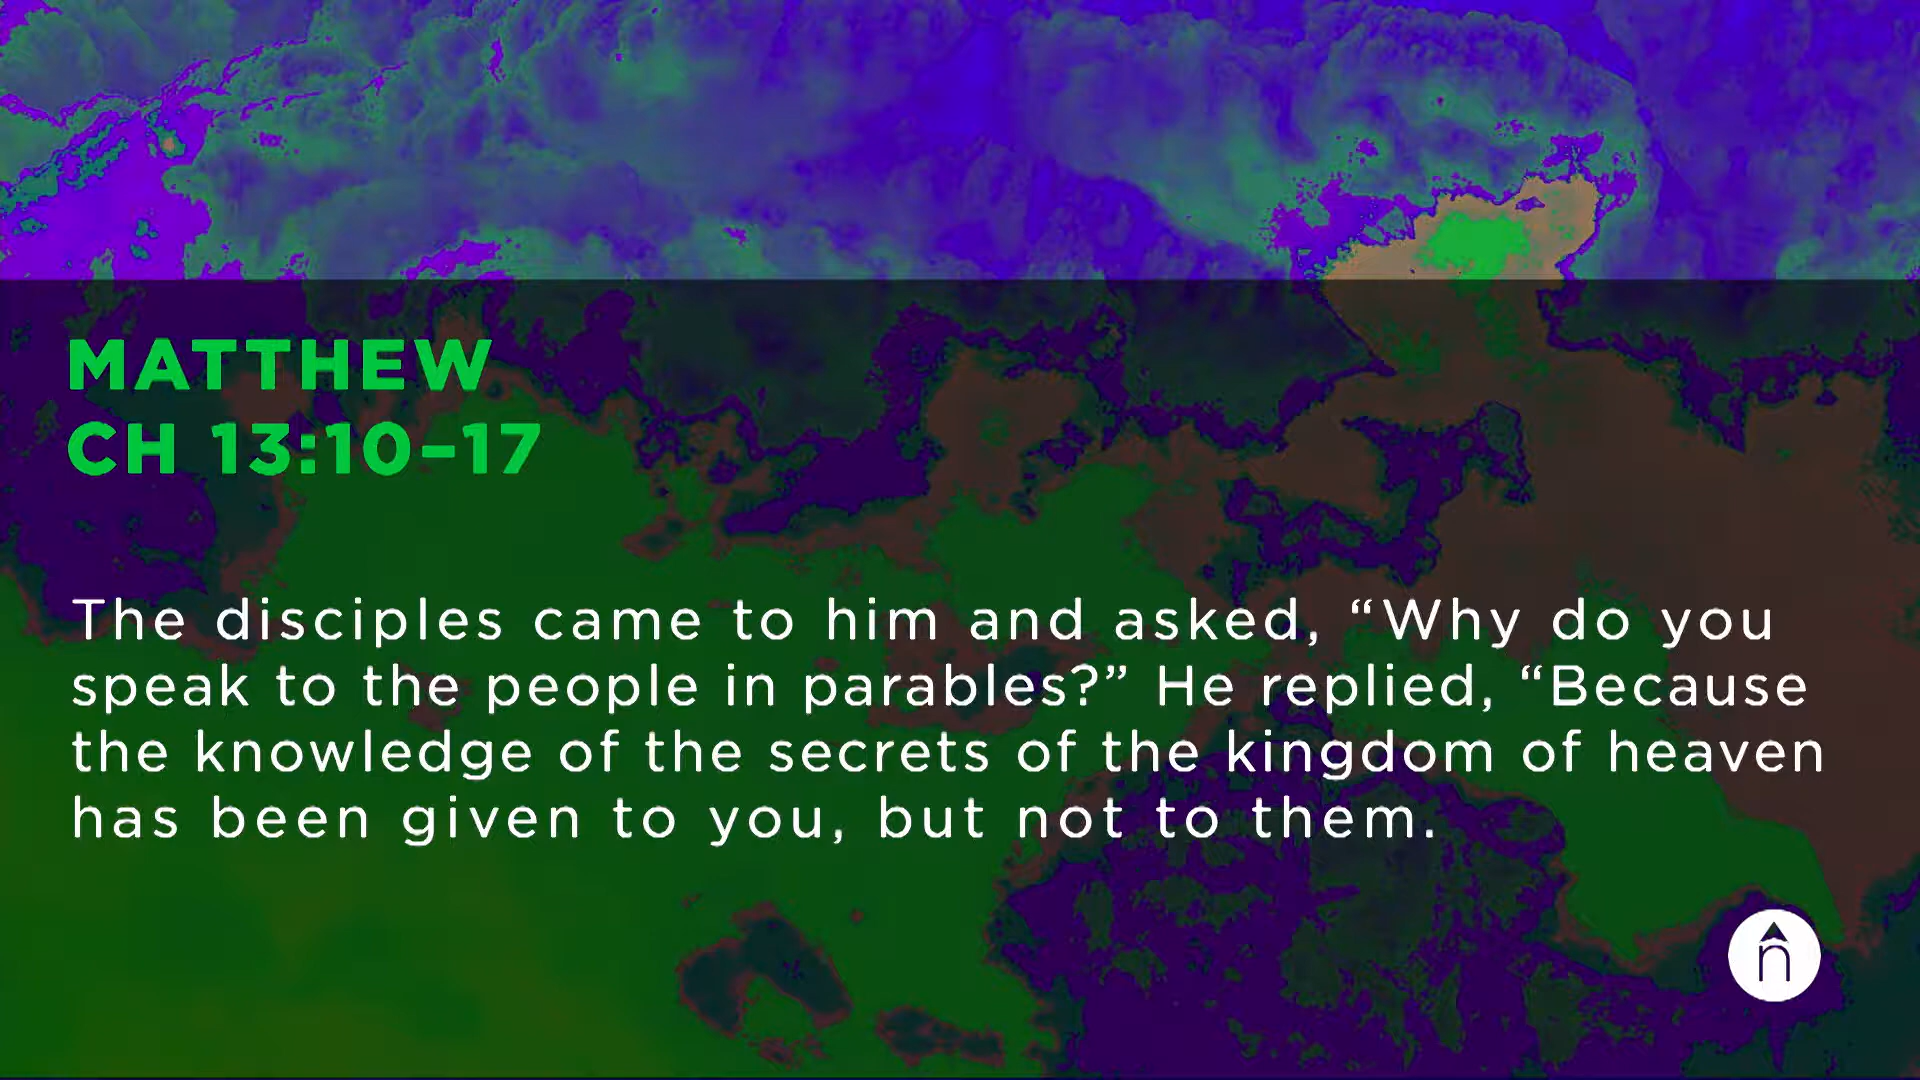 MATTHEW
CH 13:10–17
The disciples came to him and asked, “Why do you
speak to the people in parables?” He replied, “Because
the knowledge of the secrets of the kingdom of heaven
has been given to you, but not to them.
n